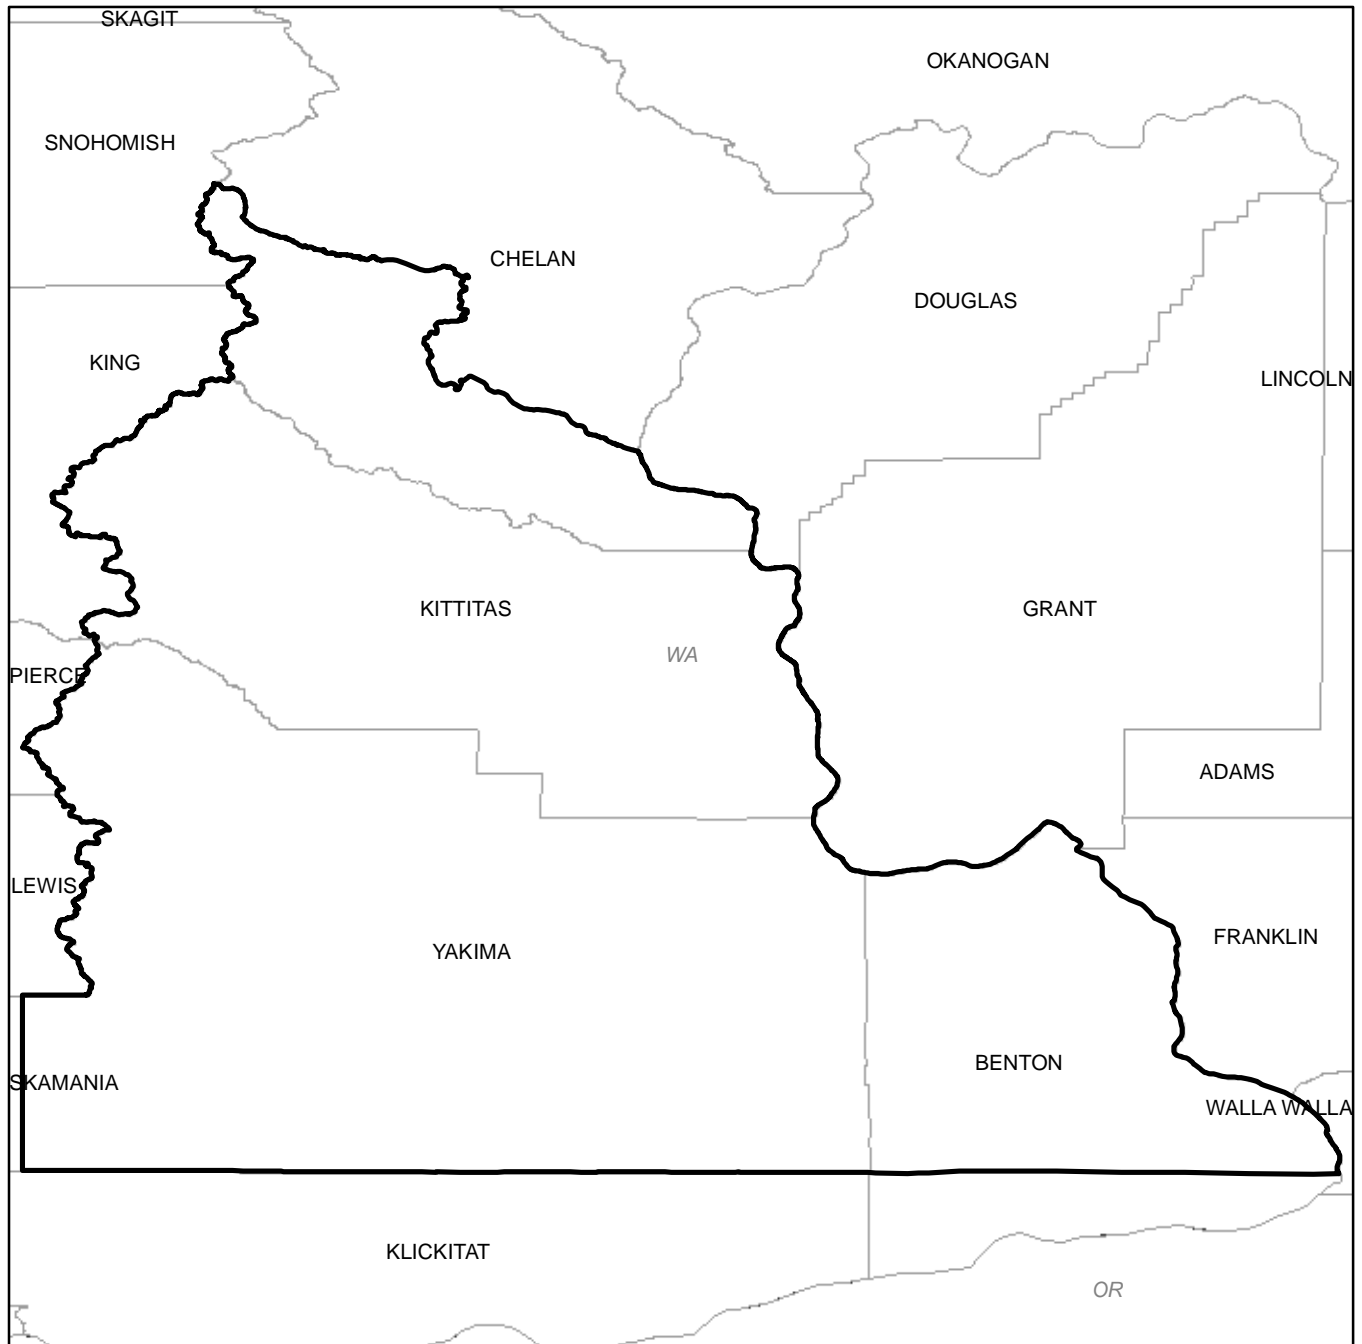 SKAGIT
OKANOGAN
SNOHOMISH
CHELAN
DOUGLAS
KING
LINCOLN
KITTITAS
GRANT
WA
PIERCE
ADAMS
LEWIS
FRANKLIN
YAKIMA
BENTON
SKAMANIA
WALLA WALLA
KLICKITAT
OR